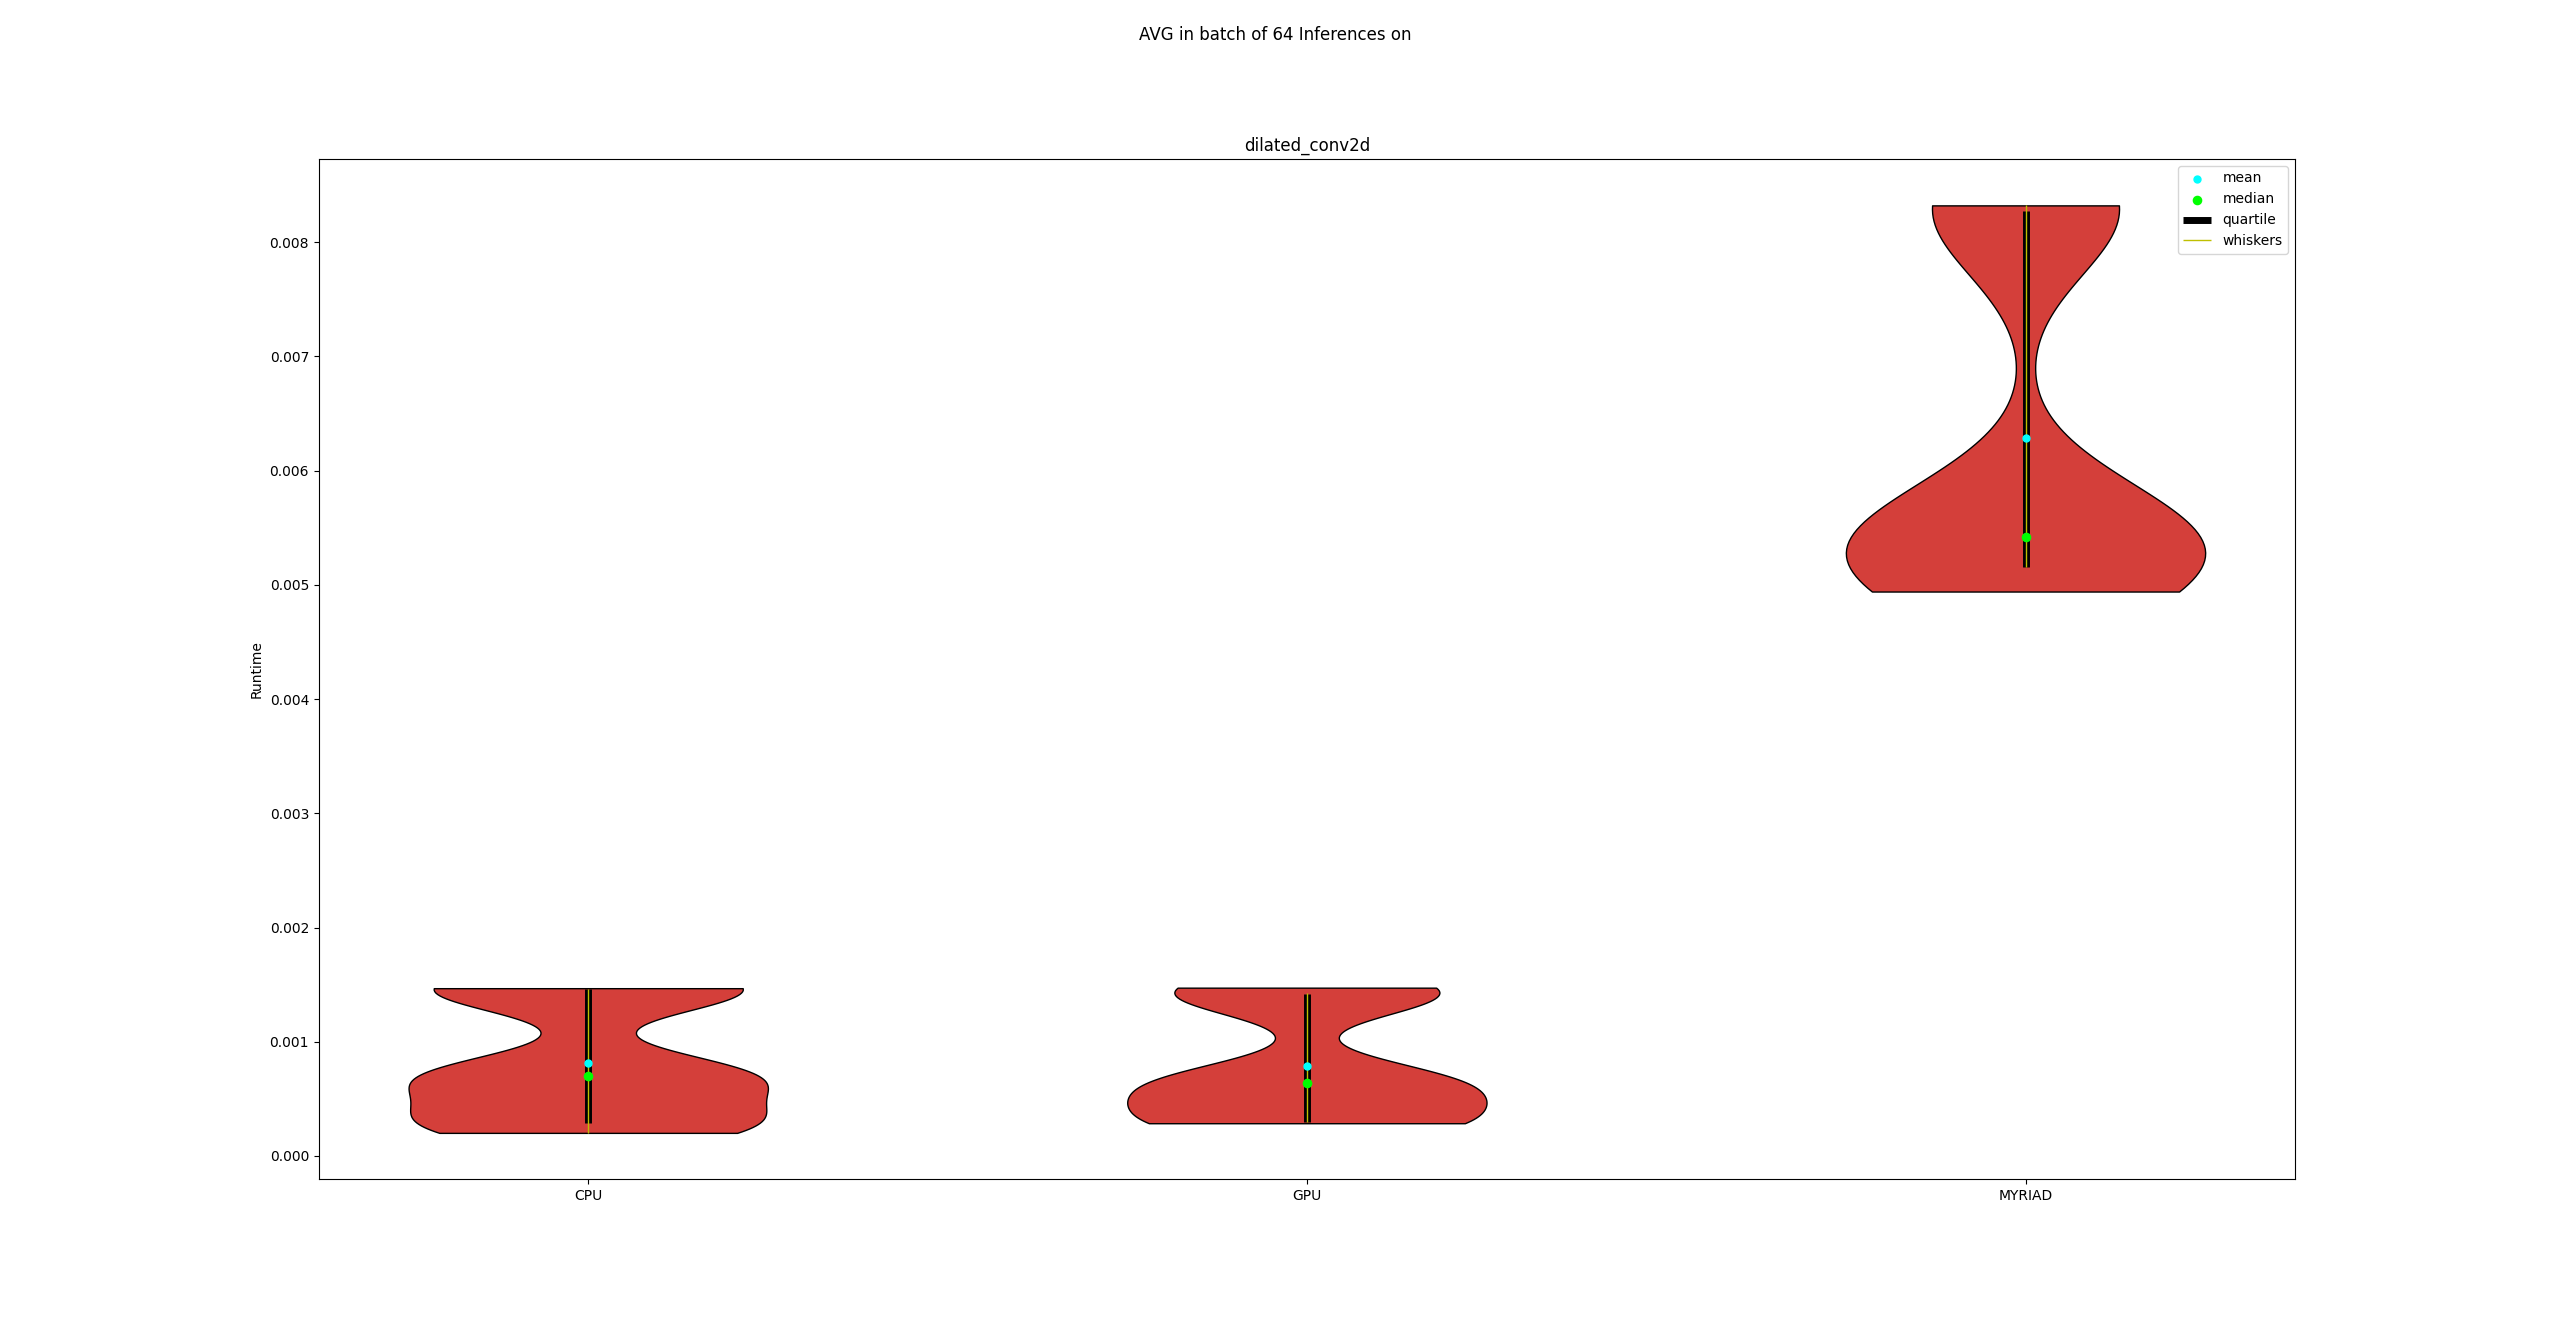 AVG in batch of 64 Inferences on
dilated_conv2d
mean
median
quartile
whiskers
0.008
0.007
0.006
0.005
0.004
0.003
0.002
0.001
0.000
Runtime
CPU
GPU
MYRIAD